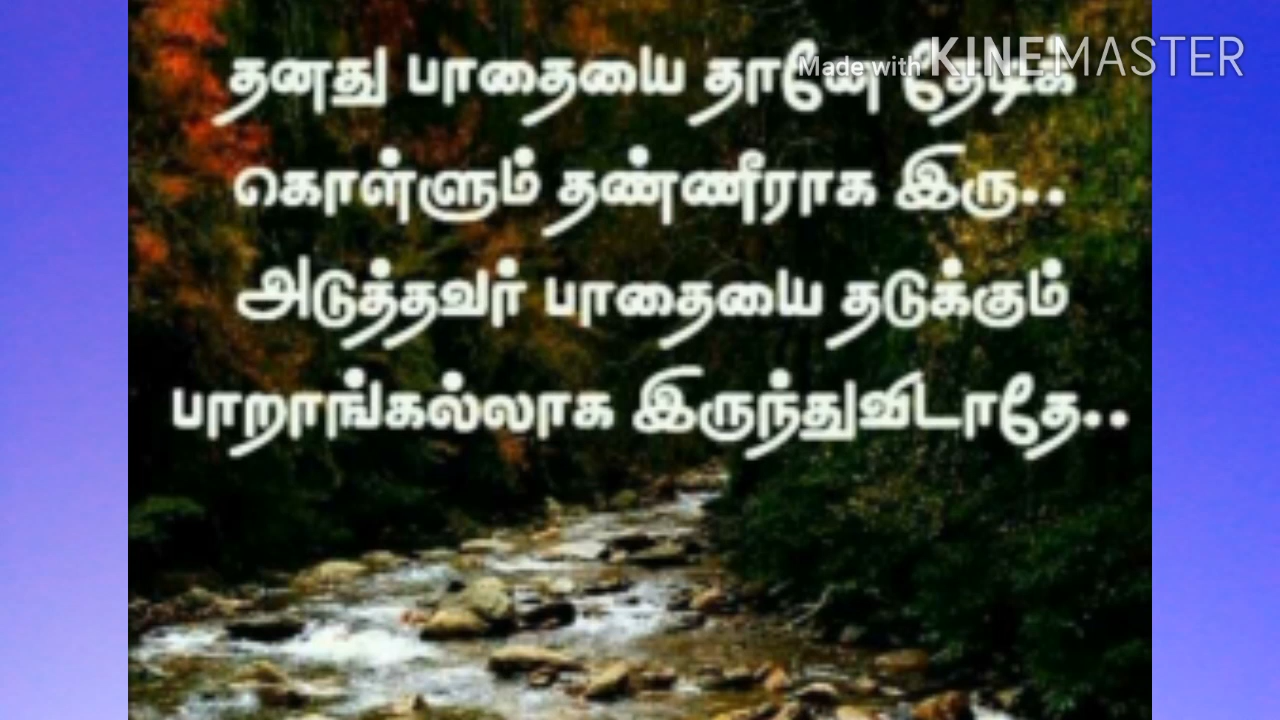 தனது பாதையை தானே தேடிக்
கொள்ளும் தண்ணீராக இரு..
அடுத்தவர் பாதையை தடுக்கும்
பாறாங்கல்லாக இருந்துவிடாதே..
Made with KINEMASTER